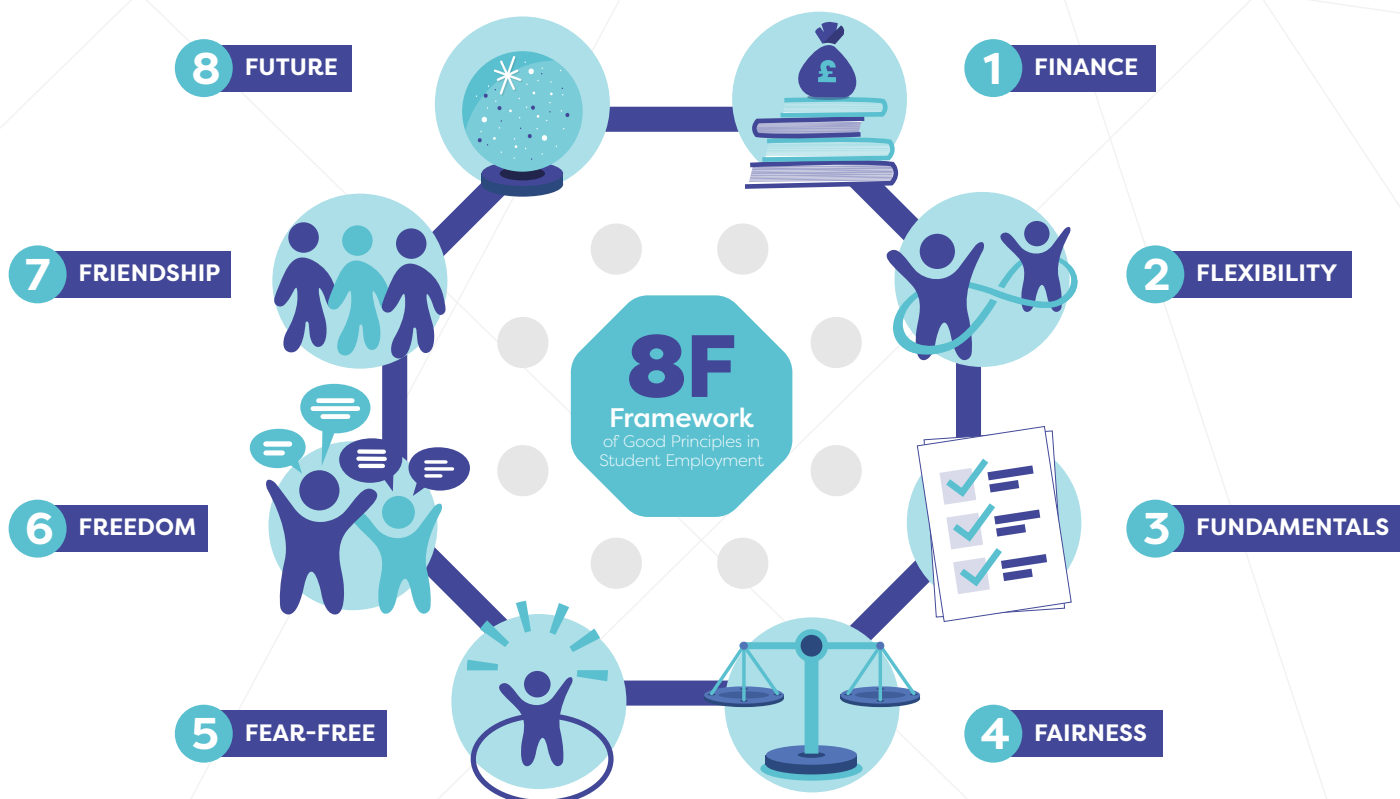 8 FUTURE
1 FINANCE
£
7 FRIENDSHIP
2 FLEXIBILITY
8F
Framework
of Good Principles in
Student Employment
6 FREEDOM
3 FUNDAMENTALS
5 FEAR-FREE
4 FAIRNESS